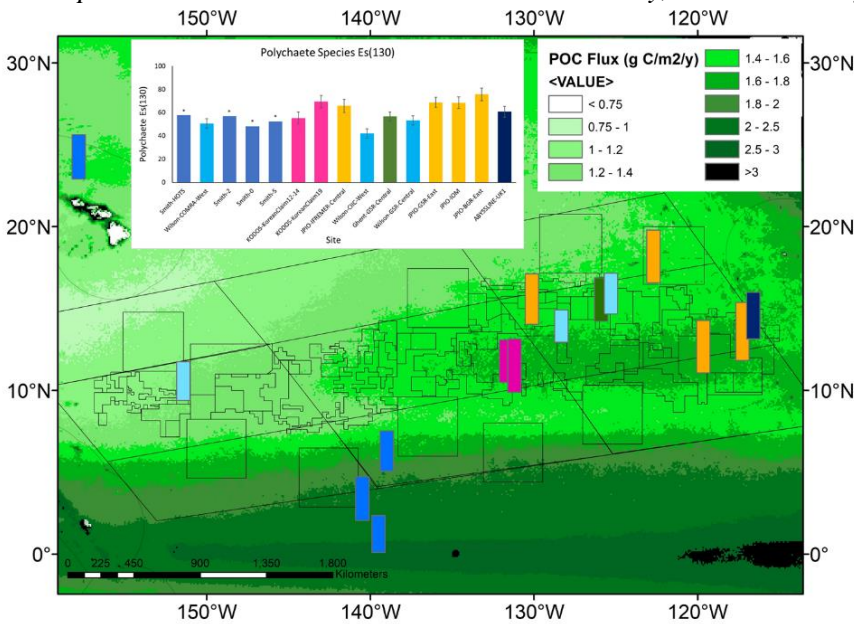 150°W 140°W 130°W 120°W
30°N
20°N
10°N
0°
30°N
20°N
10°N
0°
Polychaete Species Es(130)
Polychaete Es(130)
100
80
60
40
20
0
Smith-HOTS
Wilson-COMRA-West
Smith-2
Smith-0
Smith-5
KODOS-KoreanClaim12-14
KODOS-KoreanClaim19
JPIO-IFREMER-Central
Wilson-CIIC-West
Ghent-GSR-Central
Wilson-GSR-Central
JPIO-GSR-East
JPIO-IOM
JPIO-BGR-East
ABYSSLINE-UK1
Site
POC Flux (g C/m2/y)
<VALUE>
< 0.75
0.75 - 1
1 - 1.2
1.2 - 1.4
1.4 - 1.6
1.6 - 1.8
1.8 - 2
2 - 2.5
2.5 - 3
>3
0 225 450 900 1.350 1.800
Kilometers
150°W 140°W 130°W 120°W